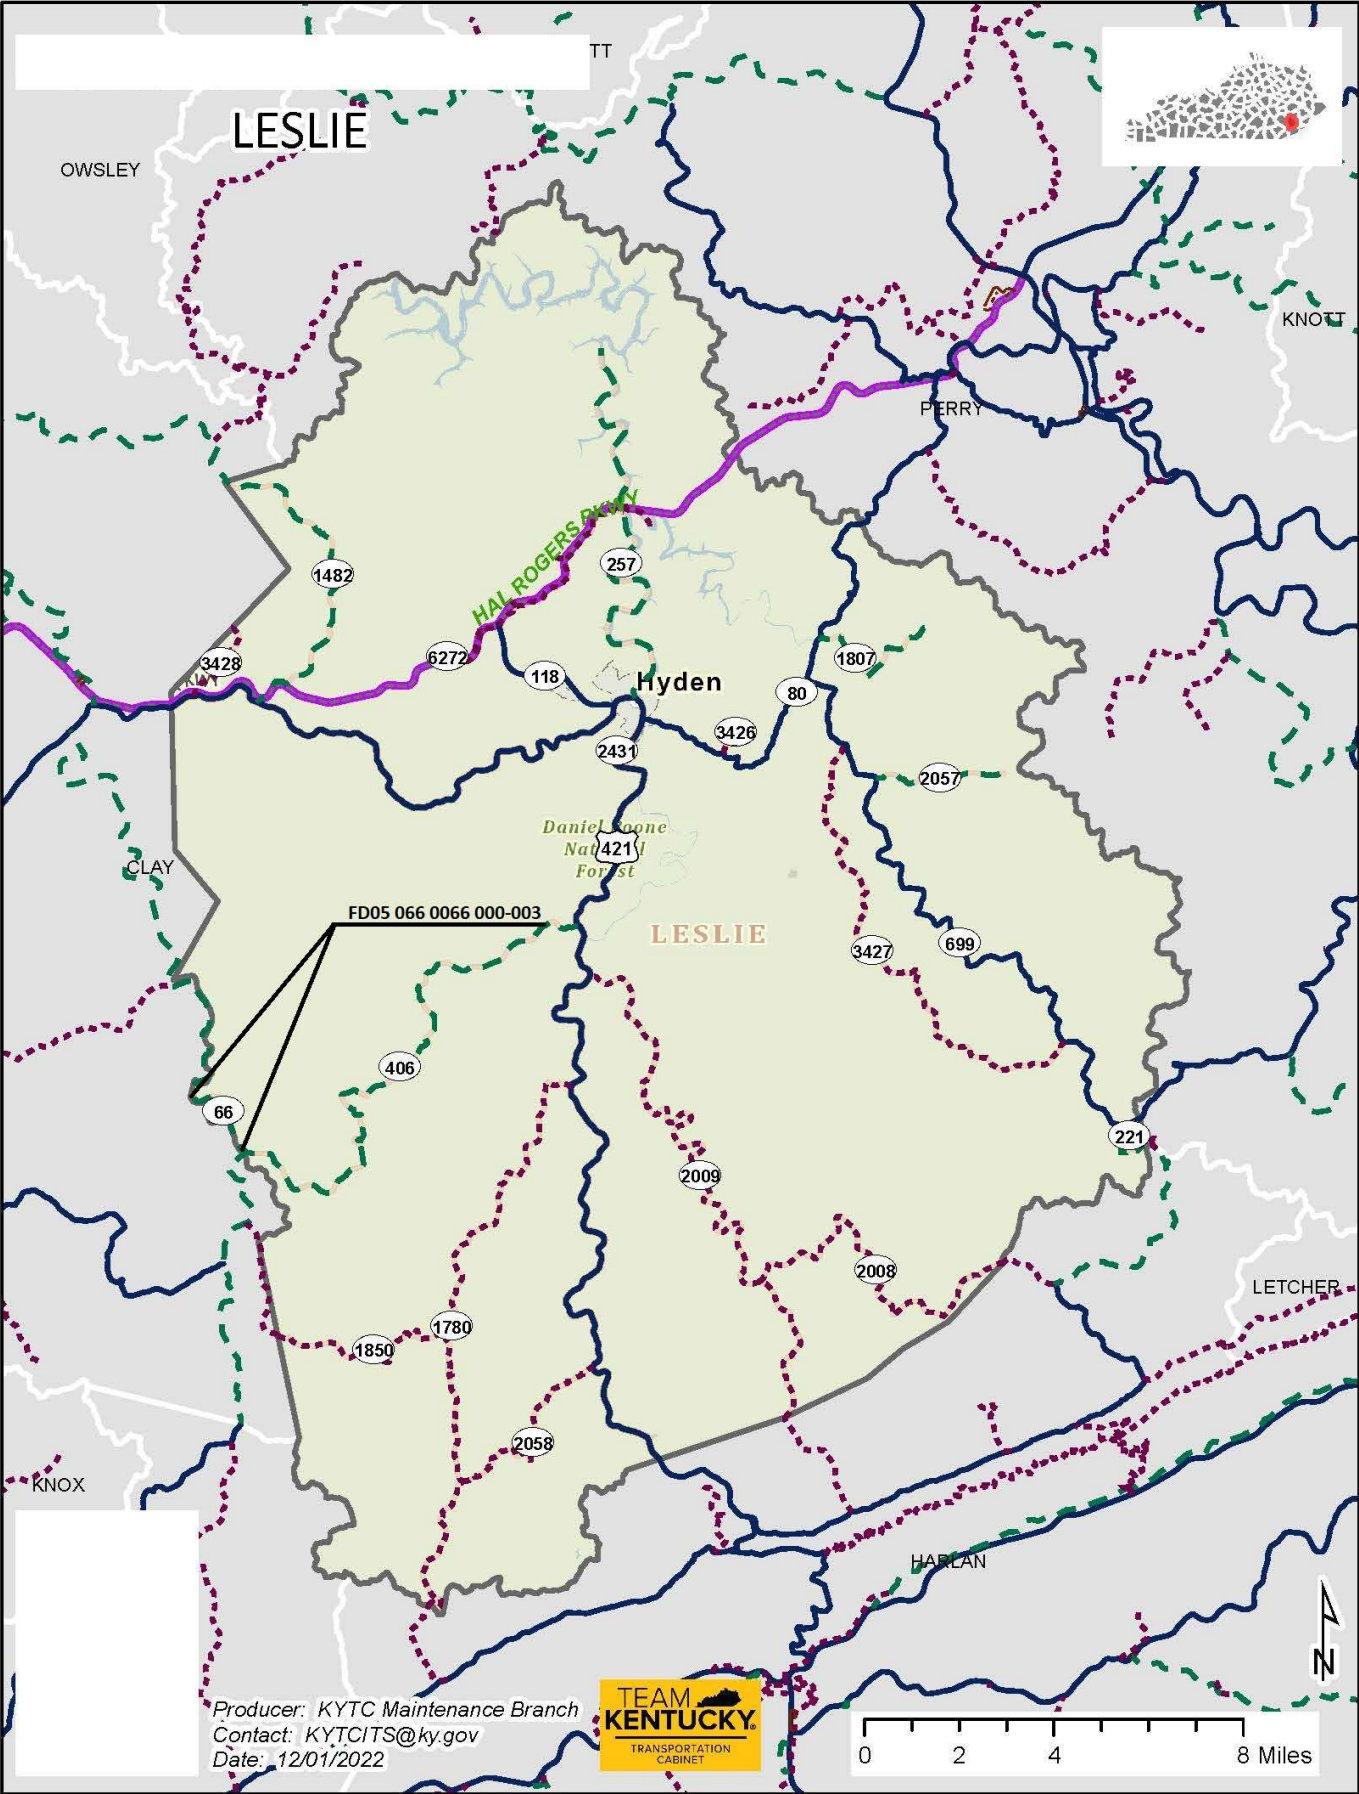 TT
LESLIE
OWSLEY
KNOTT
PERRY
HAL ROGERS PKWY
257
1482
3428
KWY
6272
118
Hyden
1807
80
3426
2431
2057
Daniel Boone
National
Forest
421
CLAY
FD05 066 0066 000-003
LESLIE
3427
699
406
66
221
2009
2008
LETCHER
1780
1850
2058
KNOX
HARLAN
N
Producer: KYTC Maintenance Branch
Contact: KYTCITS@ky.gov
Date: 12/01/2022
TEAM
KENTUCKY
TRANSPORTATION
CABINET
0 2 4 8 Miles